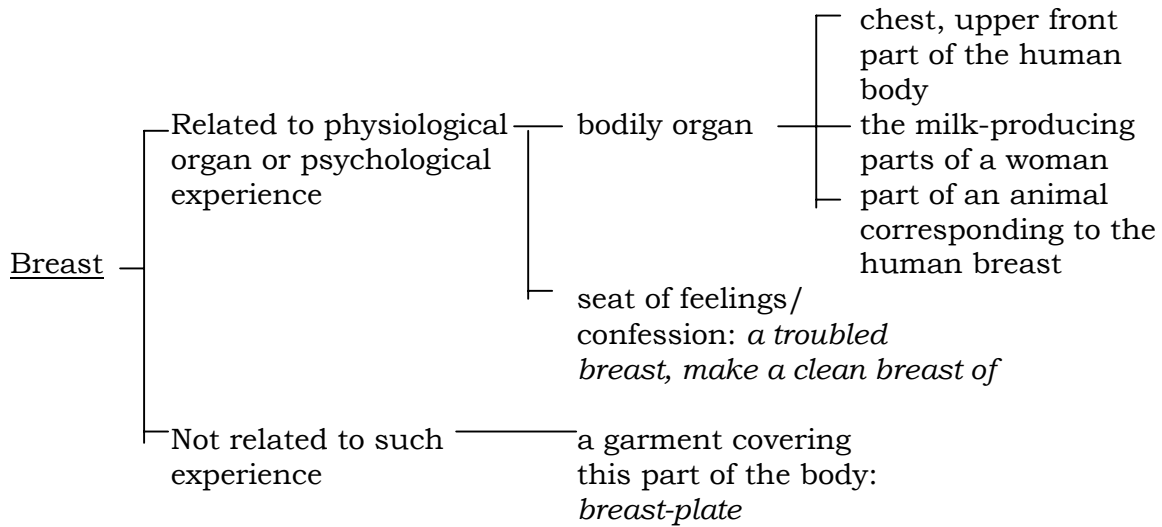 Breast
Related to physiological
organ or psychological
experience
bodily organ
chest, upper front
part of the human
body
the milk-producing
parts of a woman
part of an animal
corresponding to the
human breast
seat of feelings/
confession: a troubled
breast, make a clean breast of
Not related to such
experience
a garment covering
this part of the body:
breast-plate